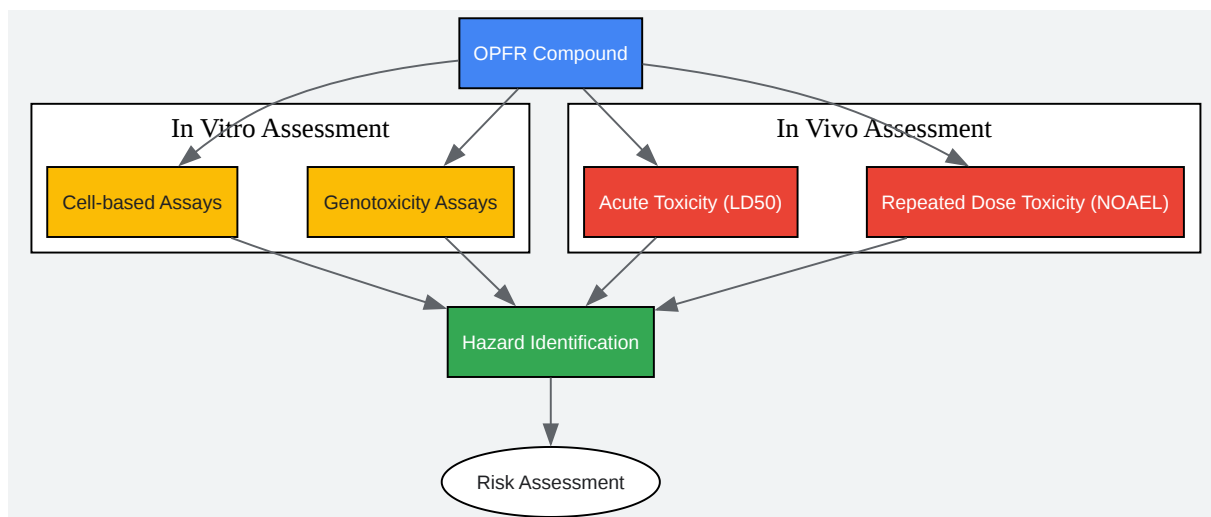 OPFR Compound
In Vitro Assessment
In Vivo Assessment
Cell-based Assays
Genotoxicity Assays
Acute Toxicity (LD50)
Repeated Dose Toxicity (NOAEL)
Hazard Identification
Risk Assessment